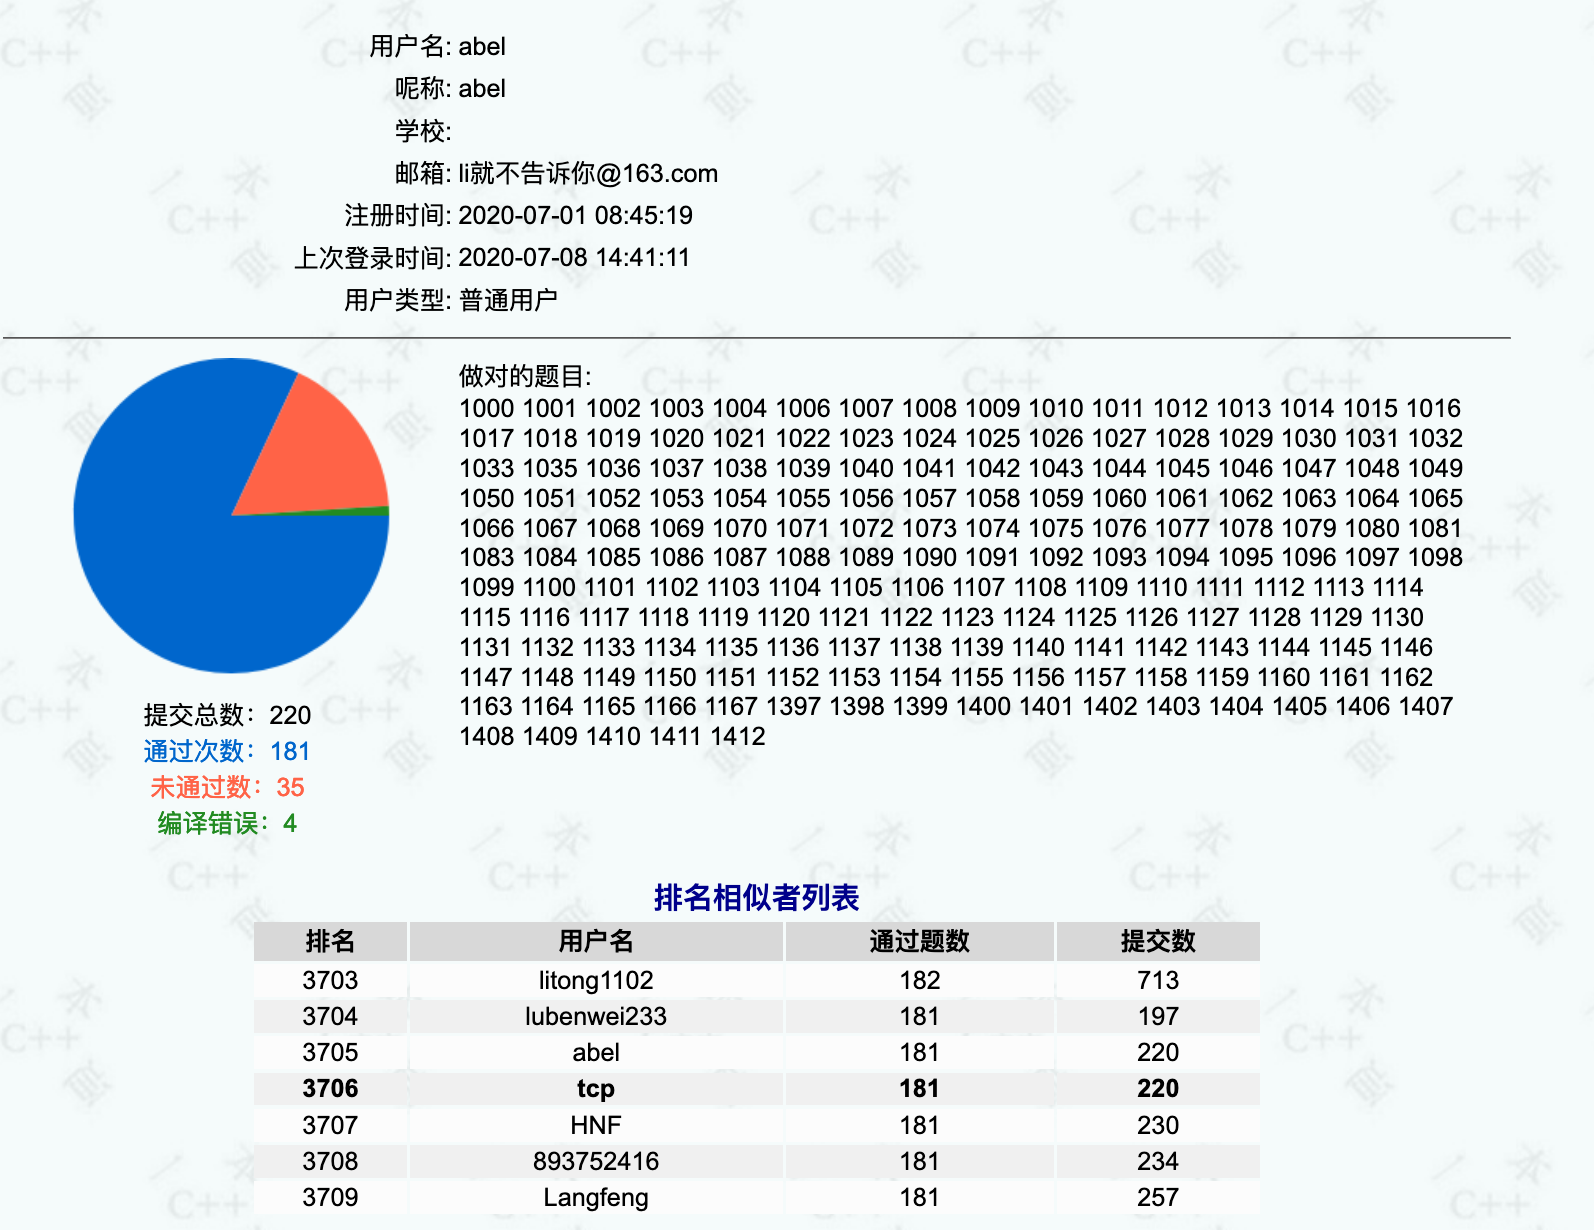 用户名: abel
呢称: abel
学校:
邮箱: li就不告诉你@163.com
注册时间: 2020-07-01 08:45:19
上次登录时间: 2020-07-08 14:41:11
用户类型: 普通用户
做对的题目:
1000 1001 1002 1003 1004 1006 1007 1008 1009 1010 1011 1012 1013 1014 1015 1016
1017 1018 1019 1020 1021 1022 1023 1024 1025 1026 1027 1028 1029 1030 1031 1032
1033 1035 1036 1037 1038 1039 1040 1041 1042 1043 1044 1045 1046 1047 1048 1049
1050 1051 1052 1053 1054 1055 1056 1057 1058 1059 1060 1061 1062 1063 1064 1065
1066 1067 1068 1069 1070 1071 1072 1073 1074 1075 1076 1077 1078 1079 1080 1081
1083 1084 1085 1086 1087 1088 1089 1090 1091 1092 1093 1094 1095 1096 1097 1098
1099 1100 1101 1102 1103 1104 1105 1106 1107 1108 1109 1110 1111 1112 1113 1114
1115 1116 1117 1118 1119 1120 1121 1122 1123 1124 1125 1126 1127 1128 1129 1130
1131 1132 1133 1134 1135 1136 1137 1138 1139 1140 1141 1142 1143 1144 1145 1146
1147 1148 1149 1150 1151 1152 1153 1154 1155 1156 1157 1158 1159 1160 1161 1162
1163 1164 1165 1166 1167 1397 1398 1399 1400 1401 1402 1403 1404 1405 1406 1407
1408 1409 1410 1411 1412
提交总数：220
通过次数：181
未通过数：35
编译错误：4
排名相似者列表
排名 用户名 通过题数 提交数
3703 litong1102 182 713
3704 lubenwei233 181 197
3705 abel 181 220
3706 tcp 181 220
3707 HNF 181 230
3708 893752416 181 234
3709 Langfeng 181 257